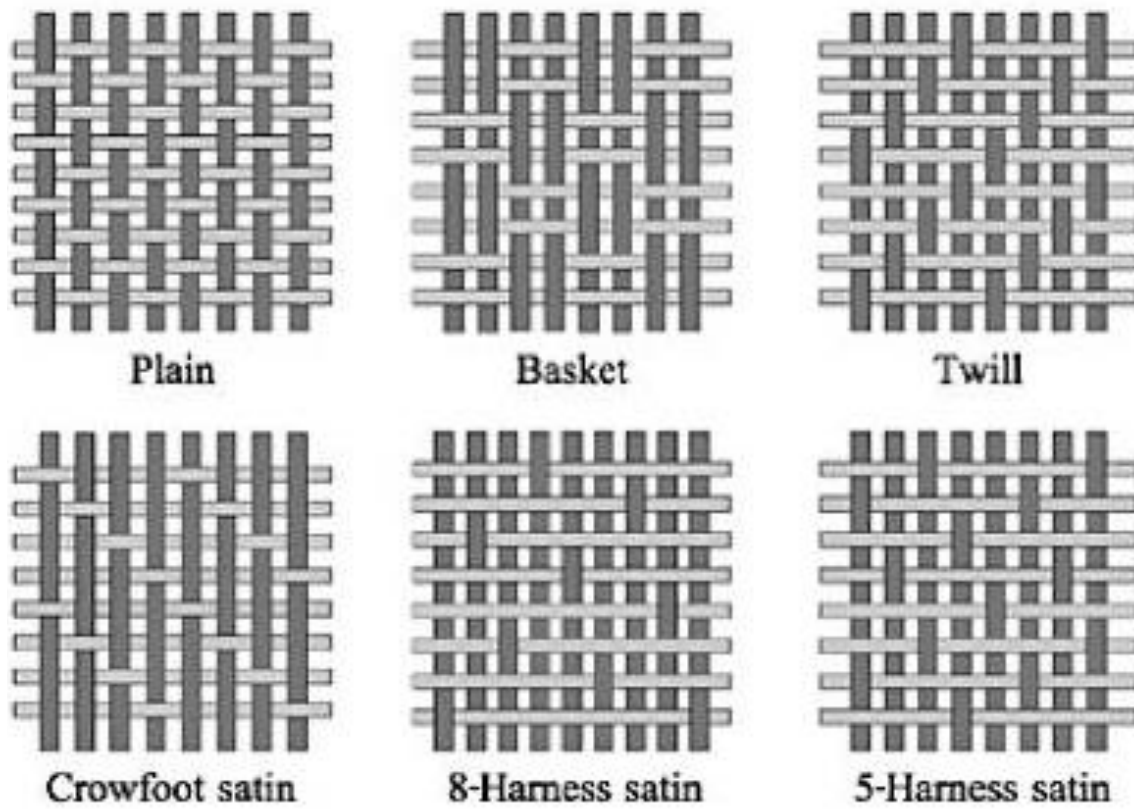 Plain
Basket
Twill
Crowfoot satin
8-Harness satin
5-Harness satin